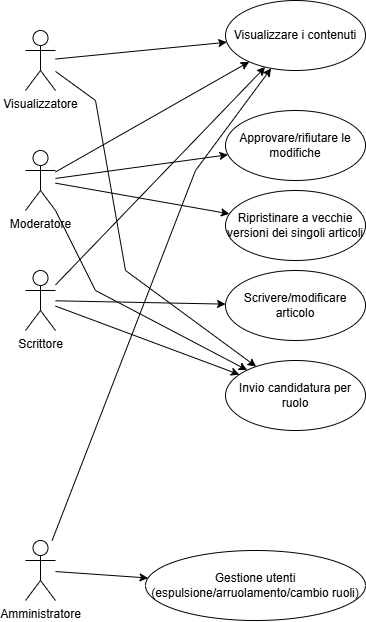 Visualizzare i contenuti
Visualizzatore
Approvare/rifiutare le
modifiche
Moderatore
Ripristinare a vecchie
versioni dei singoli articoli
Scrittore
Scrivere/modificare
articolo
Invio candidatura per
ruolo
Amministratore
Gestione utenti
(espulsione/arruolamento/cambio ruoli)